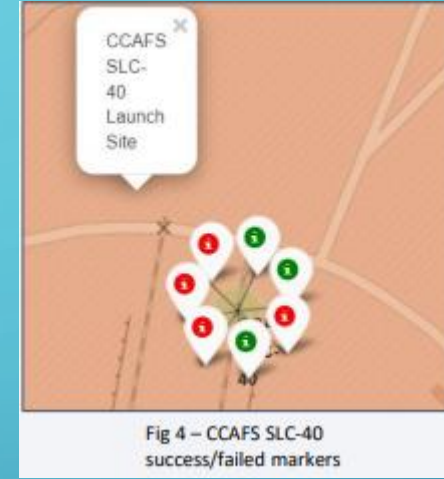 CCAFS
SLC-
40
Launch
Site
×
40
Fig 4 – CCAFS SLC-40
success/failed markers